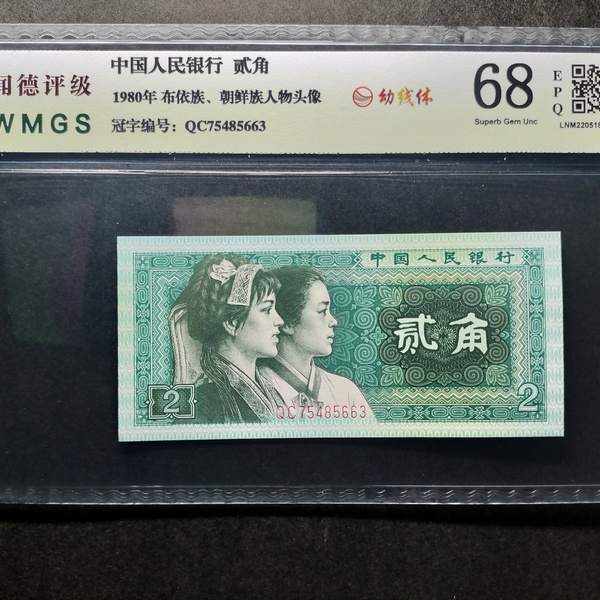 闻德评级
WMGS
中国人民银行 贰角
1980年 布依族、朝鲜族人物头像
冠字编号：QC75485663
幼线体
68
Superb Gem Unc
EPQ
LNM220518
中国人民银行
贰角
QC75485663
2
2